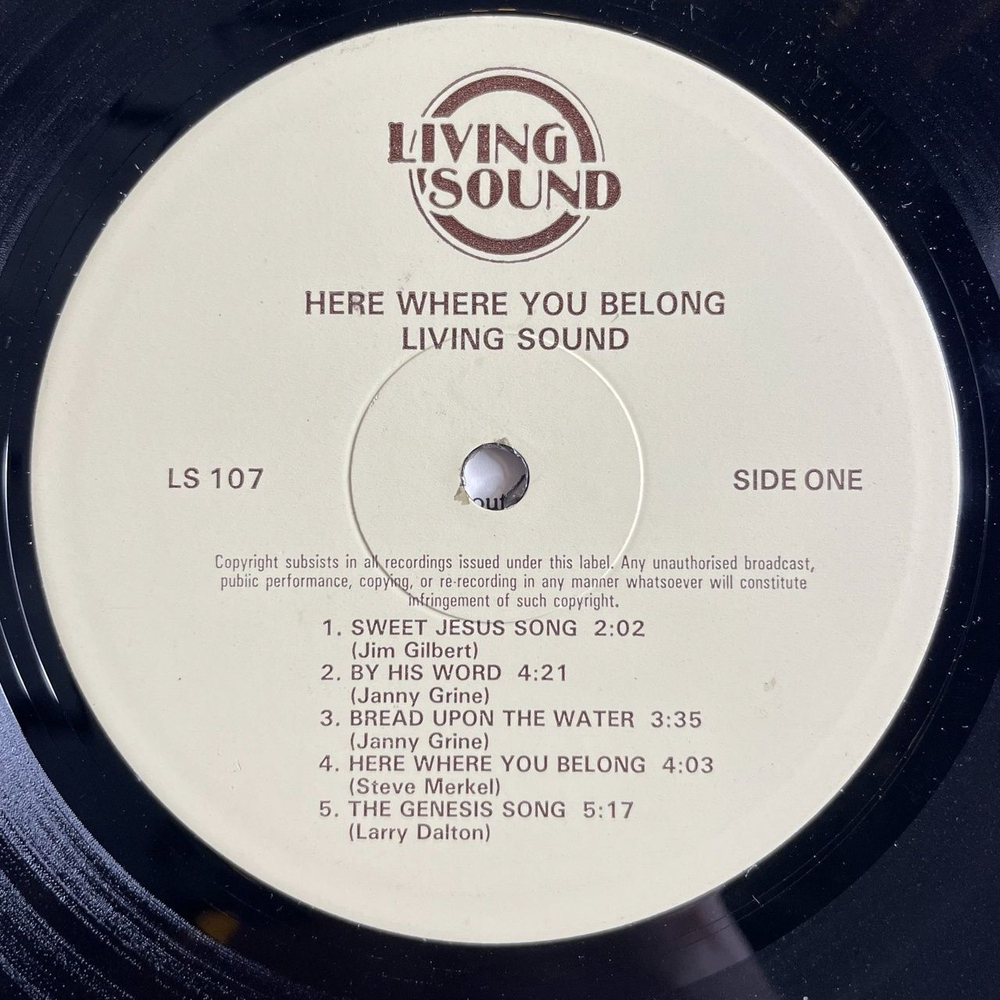 LIVING
SOUND
HERE WHERE YOU BELONG
LIVING SOUND
LS 107
SIDE ONE
out
Copyright subsists in all recordings issued under this label. Any unauthorised broadcast,
public performance, copying, or re-recording in any manner whatsoever will constitute
infringement of such copyright.
1. SWEET JESUS SONG 2:02
(Jim Gilbert)
2. BY HIS WORD 4:21
(Janny Grine)
3. BREAD UPON THE WATER 3:35
(Janny Grine)
4. HERE WHERE YOU BELONG 4:03
(Steve Merkel)
5. THE GENESIS SONG 5:17
(Larry Dalton)